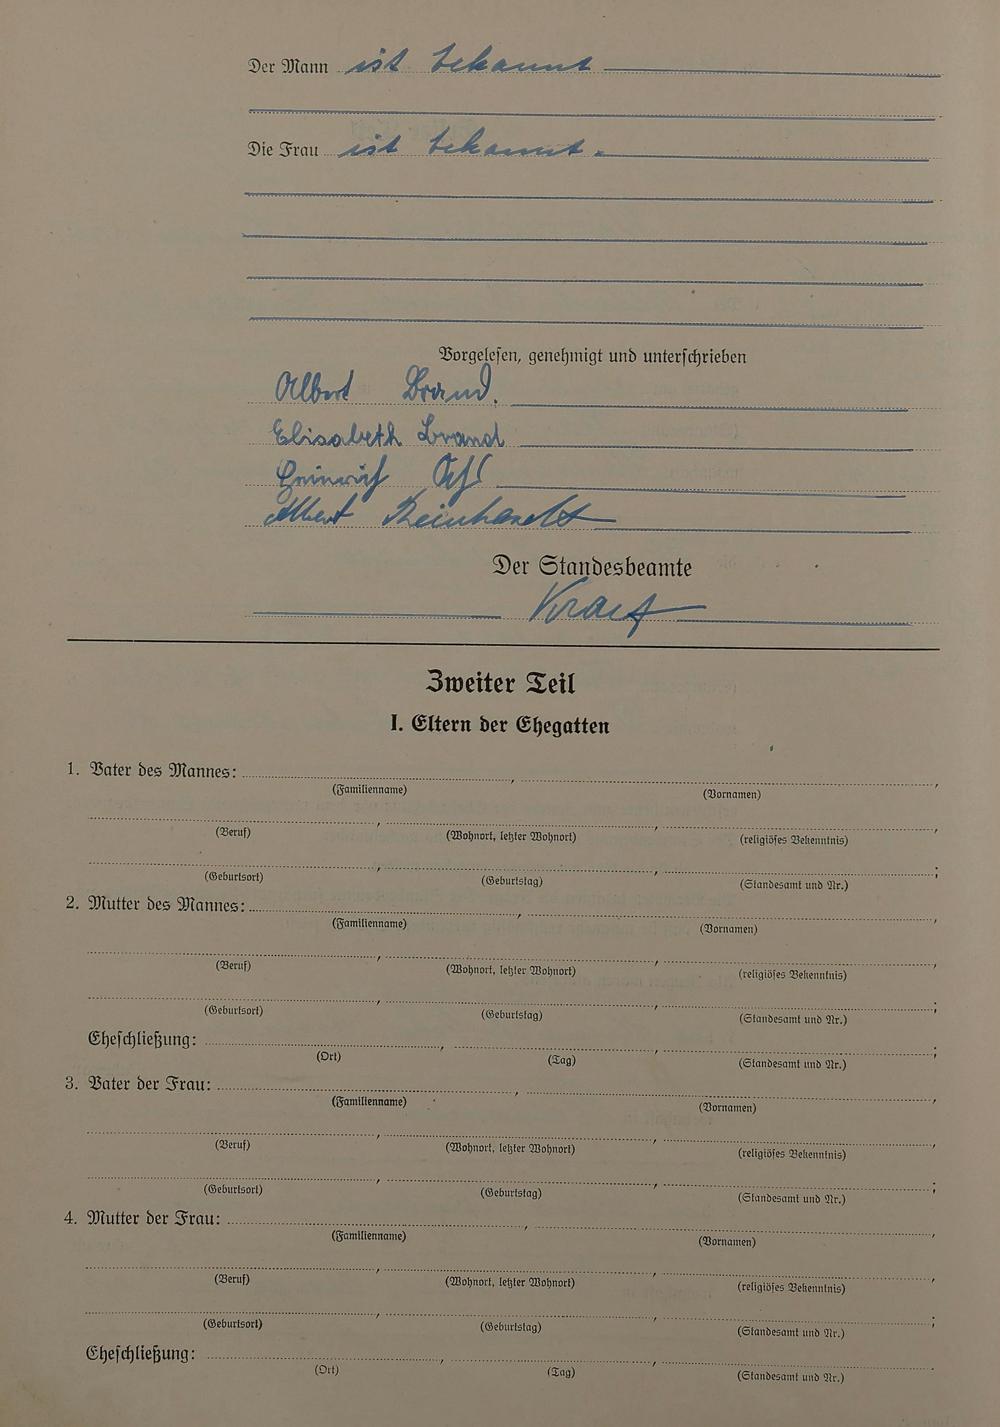 Der Mann ist bekannt
Die Frau ist bekannt.
Vorgelesen, genehmigt und unterschrieben
Albert Brand.
Elisabeth Brand
Heinrich
Albert Reinhardt
Der Standesbeamte
Zweiter Teil
I. Eltern der Ehegatten
1. Vater des Mannes: ,
(Familienname) (Vornamen)
(Beruf) (Wohnort, letzter Wohnort) (religiöses Bekenntnis)
(Geburtsort) (Geburtstag) (Standesamt und Nr.)
2. Mutter des Mannes: ,
(Familienname) (Vornamen)
(Beruf) (Wohnort, letzter Wohnort) (religiöses Bekenntnis)
(Geburtsort) (Geburtstag) (Standesamt und Nr.)
Eheschließung:
(Ort) (Tag) (Standesamt und Nr.)
3. Vater der Frau: ,
(Familienname) (Vornamen)
(Beruf) (Wohnort, letzter Wohnort) (religiöses Bekenntnis)
(Geburtsort) (Geburtstag) (Standesamt und Nr.)
4. Mutter der Frau: ,
(Familienname) (Vornamen)
(Beruf) (Wohnort, letzter Wohnort) (religiöses Bekenntnis)
(Geburtsort) (Geburtstag) (Standesamt und Nr.)
Eheschließung:
(Ort) (Tag) (Standesamt und Nr.)